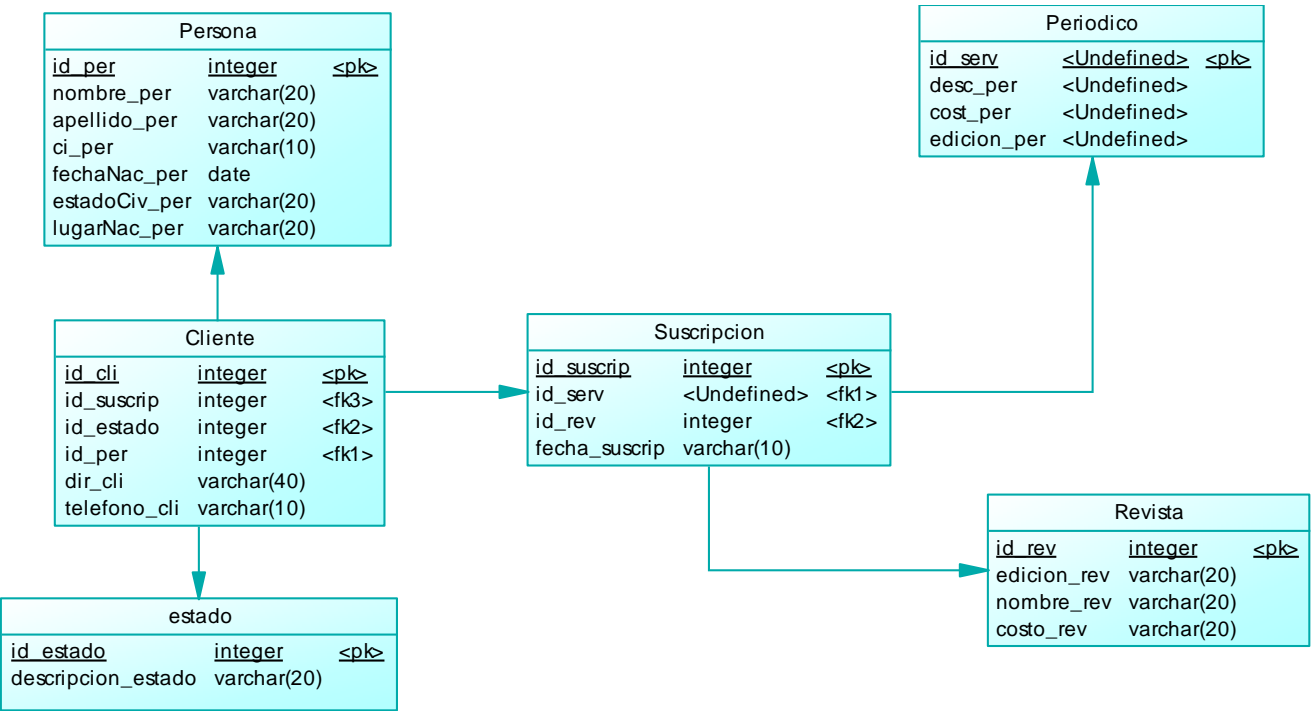 Persona
id_per integer <pk>
nombre_per varchar(20)
apellido_per varchar(20)
ci_per varchar(10)
fechaNac_per date
estadoCiv_per varchar(20)
lugarNac_per varchar(20)
Periodico
id_serv <Undefined> <pk>
desc_per <Undefined>
cost_per <Undefined>
edicion_per <Undefined>
Cliente
id_cli integer <pk>
id_suscrip integer <fk3>
id_estado integer <fk2>
id_per integer <fk1>
dir_cli varchar(40)
telefono_cli varchar(10)
Suscripcion
id_suscrip integer <pk>
id_serv <Undefined> <fk1>
id_rev integer <fk2>
fecha_suscrip varchar(10)
Revista
id_rev integer <pk>
edicion_rev varchar(20)
nombre_rev varchar(20)
costo_rev varchar(20)
estado
id_estado integer <pk>
descripcion_estado varchar(20)